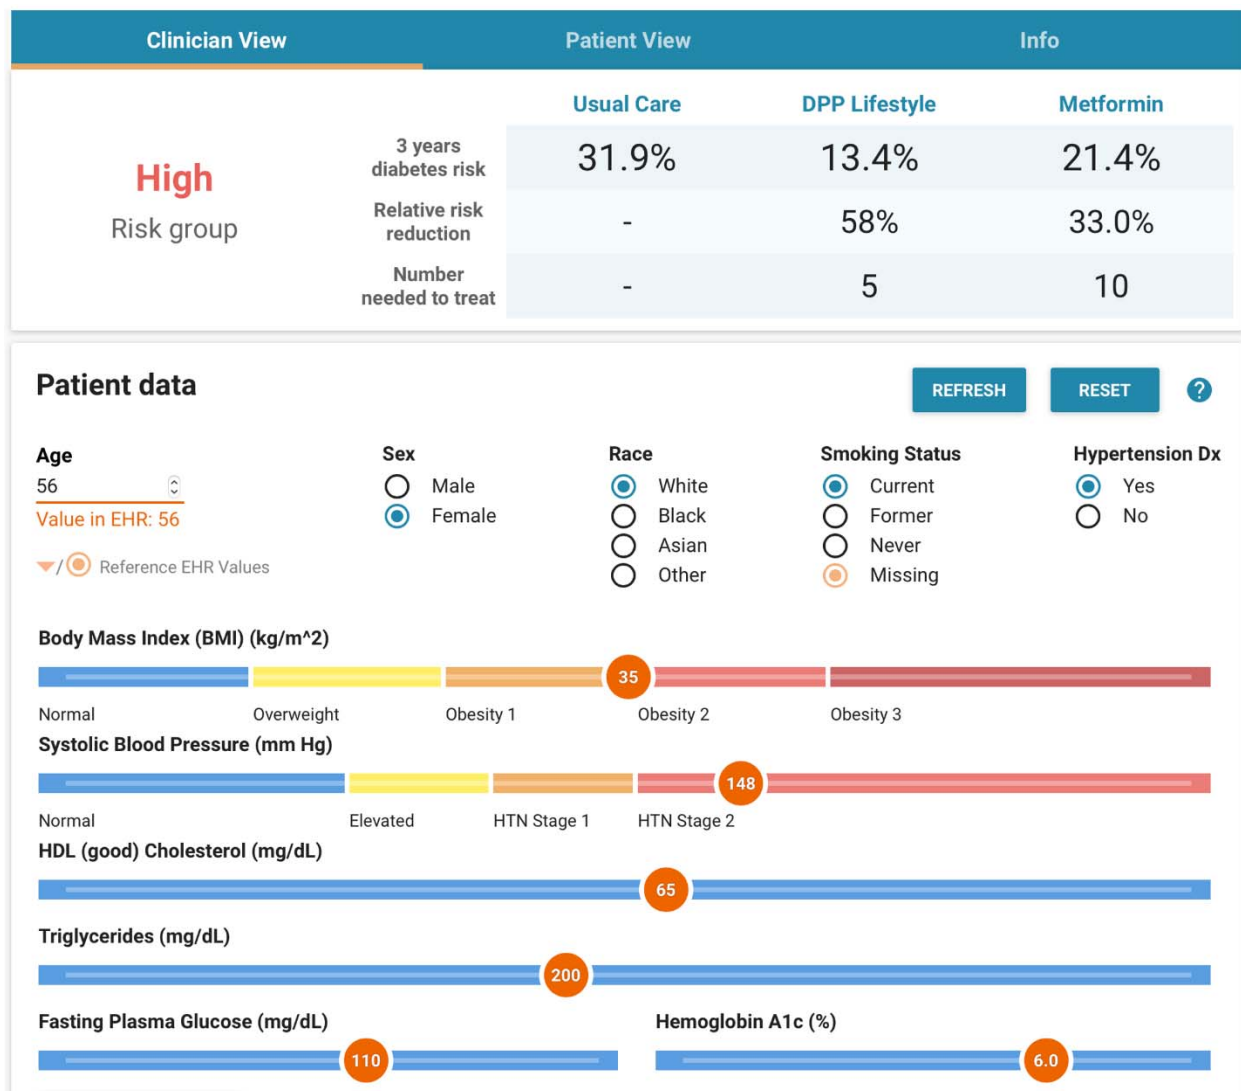 Clinician View Patient View Info
Usual Care DPP Lifestyle Metformin
High
Risk group
3 years
diabetes risk
31.9% 13.4% 21.4%
Relative risk
reduction
- 58% 33.0%
Number
needed to treat
- 5 10
Patient data
REFRESH RESET ?
Age
56
Value in EHR: 56
/ Reference EHR Values
Sex
Male
Female
Race
White
Black
Asian
Other
Smoking Status
Current
Former
Never
Missing
Hypertension Dx
Yes
No
Body Mass Index (BMI) (kg/m^2)
35
Normal Overweight Obesity 1 Obesity 2 Obesity 3
Systolic Blood Pressure (mm Hg)
148
Normal Elevated HTN Stage 1 HTN Stage 2
HDL (good) Cholesterol (mg/dL)
65
Triglycerides (mg/dL)
200
Fasting Plasma Glucose (mg/dL)
110
Hemoglobin A1c (%)
6.0